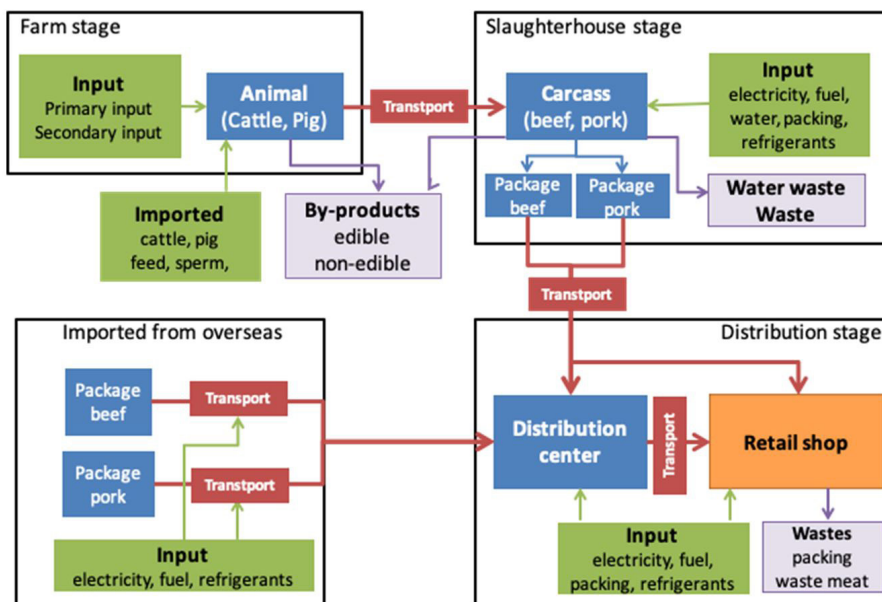 Farm stage
Input
Primary input
Secondary input
Animal
(Cattle, Pig)
Transtport
Imported
cattle, pig
feed, sperm,
By-products
edible
non-edible
Slaughterhouse stage
Carcass
(beef, pork)
Input
electricity, fuel,
water, packing,
refrigerants
Package
beef
Package
pork
Water waste
Waste
Transtport
Imported from overseas
Package
beef
Transport
Package
pork
Transtport
Input
electricity, fuel, refrigerants
Distribution stage
Distribution
center
Transport
Retail shop
Input
electricity, fuel,
packing, refrigerants
Wastes
packing
waste meat